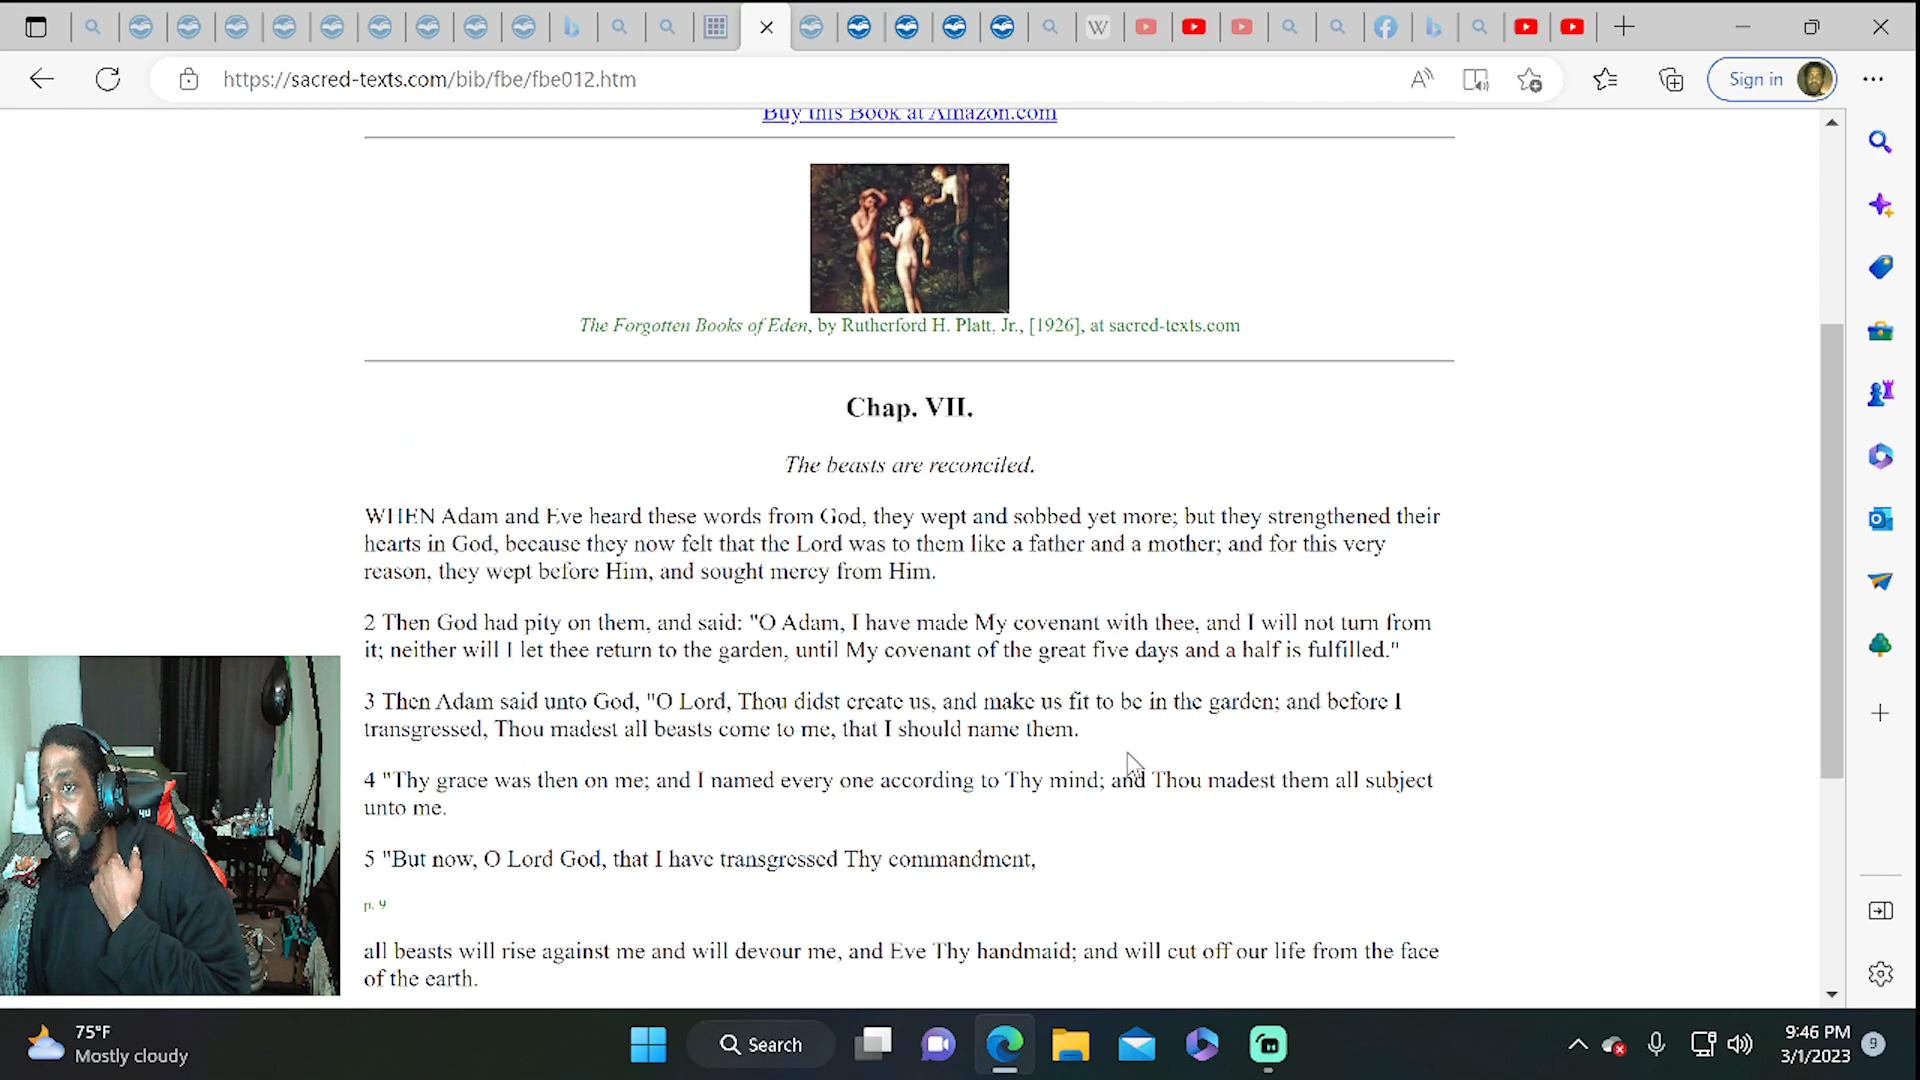 https://sacred-texts.com/bib/fbe/fbe012.htm
Sign in
Buy this Book at Amazon.com
The Forgotten Books of Eden, by Rutherford H. Platt, Jr., [1926], at sacred-texts.com
Chap. VII.
The beasts are reconciled.
WHEN Adam and Eve heard these words from God, they wept and sobbed yet more; but they strengthened their
hearts in God, because they now felt that the Lord was to them like a father and a mother; and for this very
reason, they wept before Him, and sought mercy from Him.
2 Then God had pity on them, and said: "O Adam, I have made My covenant with thee, and I will not turn from
it; neither will I let thee return to the garden, until My covenant of the great five days and a half is fulfilled."
3 Then Adam said unto God, "O Lord, Thou didst create us, and make us fit to be in the garden; and before I
transgressed, Thou madest all beasts come to me, that I should name them.
4 "Thy grace was then on me; and I named every one according to Thy mind; and Thou madest them all subject
unto me.
5 "But now, O Lord God, that I have transgressed Thy commandment,
p. 9
all beasts will rise against me and will devour me, and Eve Thy handmaid; and will cut off our life from the face
of the earth.
75°F
Mostly cloudy
Search
9:46 PM
3/1/2023
9